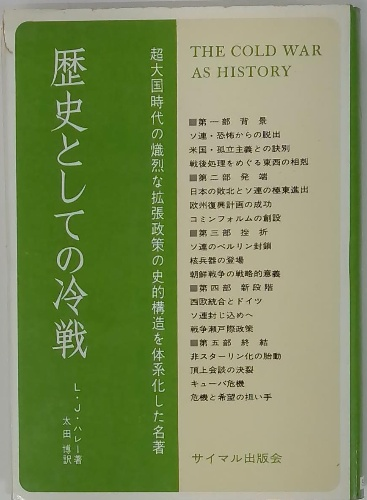 歴史としての冷戦
L・J・ハレー著
太田 博訳
超大国時代の熾烈な拡張政策の史的構造を体系化した名著
THE COLD WAR
AS HISTORY
■第一部 背 景
ソ連・恐怖からの脱出
米国・孤立主義との訣別
戦後処理をめぐる東西の相剋
■第二部 発 端
日本の敗北とソ連の極東進出
欧州復興計画の成功
コミンフォルムの創設
■第三部 挫 折
ソ連のベルリン封鎖
核兵器の登場
朝鮮戦争の戦略的意義
■第四部 新段階
西欧統合とドイツ
ソ連封じ込めへ
戦争瀬戸際政策
■第五部 終 結
非スターリン化の胎動
頂上会談の決裂
キューバ危機
危機と希望の担い手
サイマル出版会